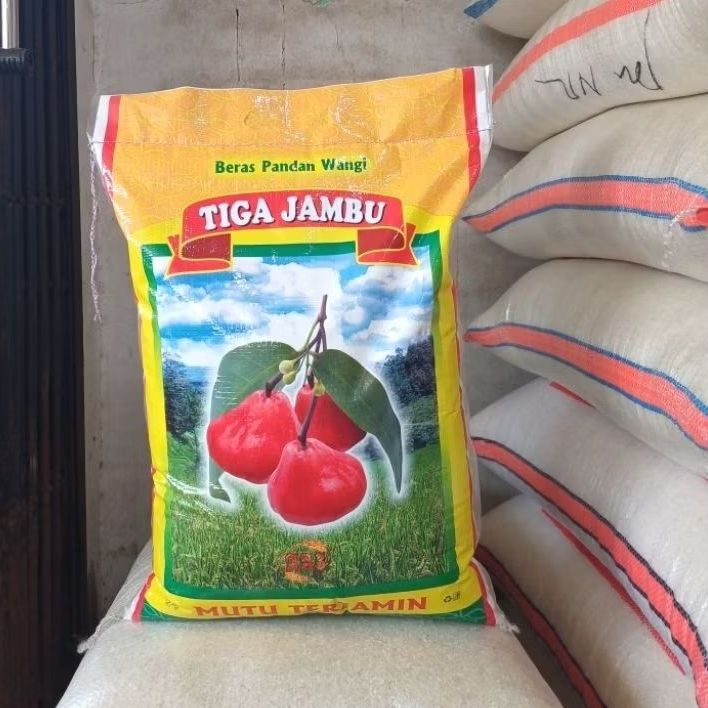 Beras Pandan Wangi
TIGA JAMBU
MUTU TERJAMIN